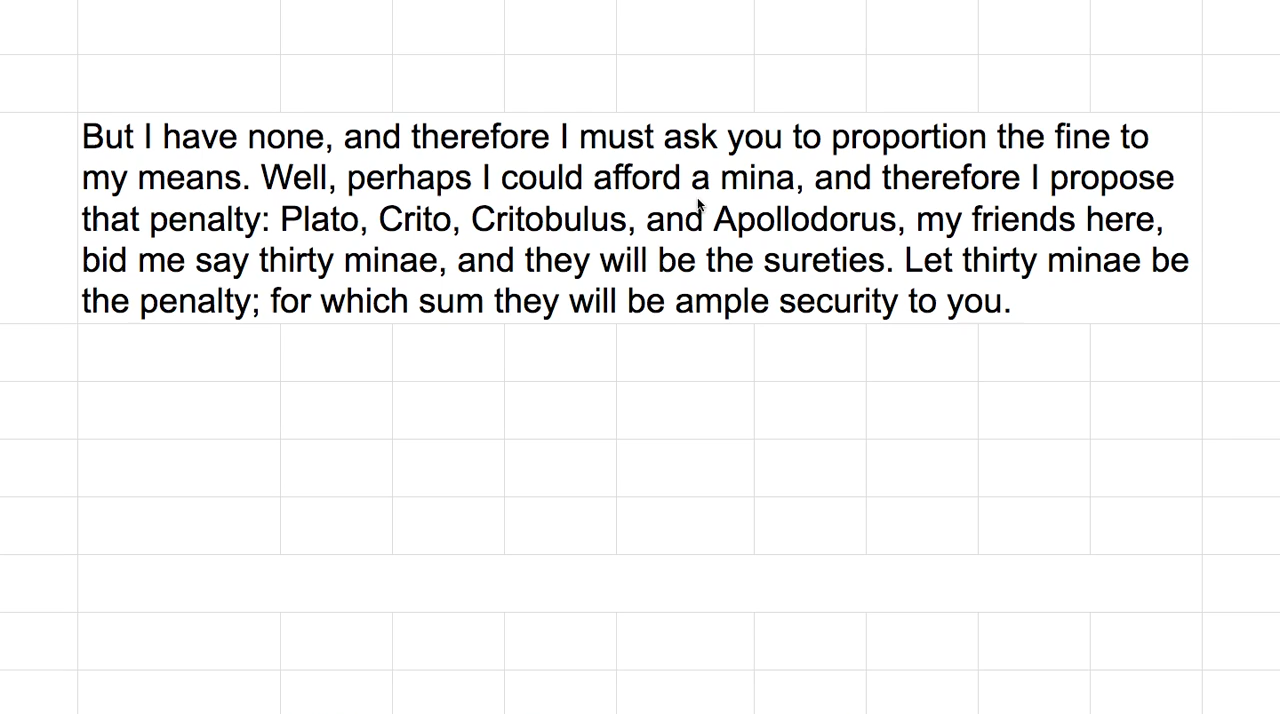 But I have none, and therefore I must ask you to proportion the fine to
my means. Well, perhaps I could afford a mina, and therefore I propose
that penalty: Plato, Crito, Critobulus, and Apollodorus, my friends here,
bid me say thirty minae, and they will be the sureties. Let thirty minae be
the penalty; for which sum they will be ample security to you.